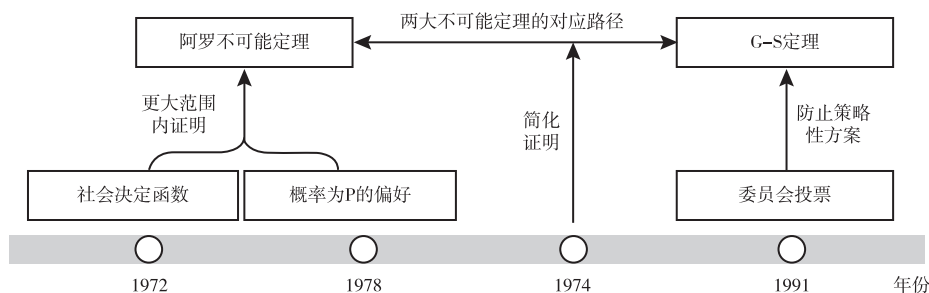 两大不可能定理的对应路径
阿罗不可能定理
G-S定理
更大范围
内证明
简化
证明
防止策略
性方案
社会决定函数
概率为P的偏好
委员会投票
1972
1978
1974
1991
年份